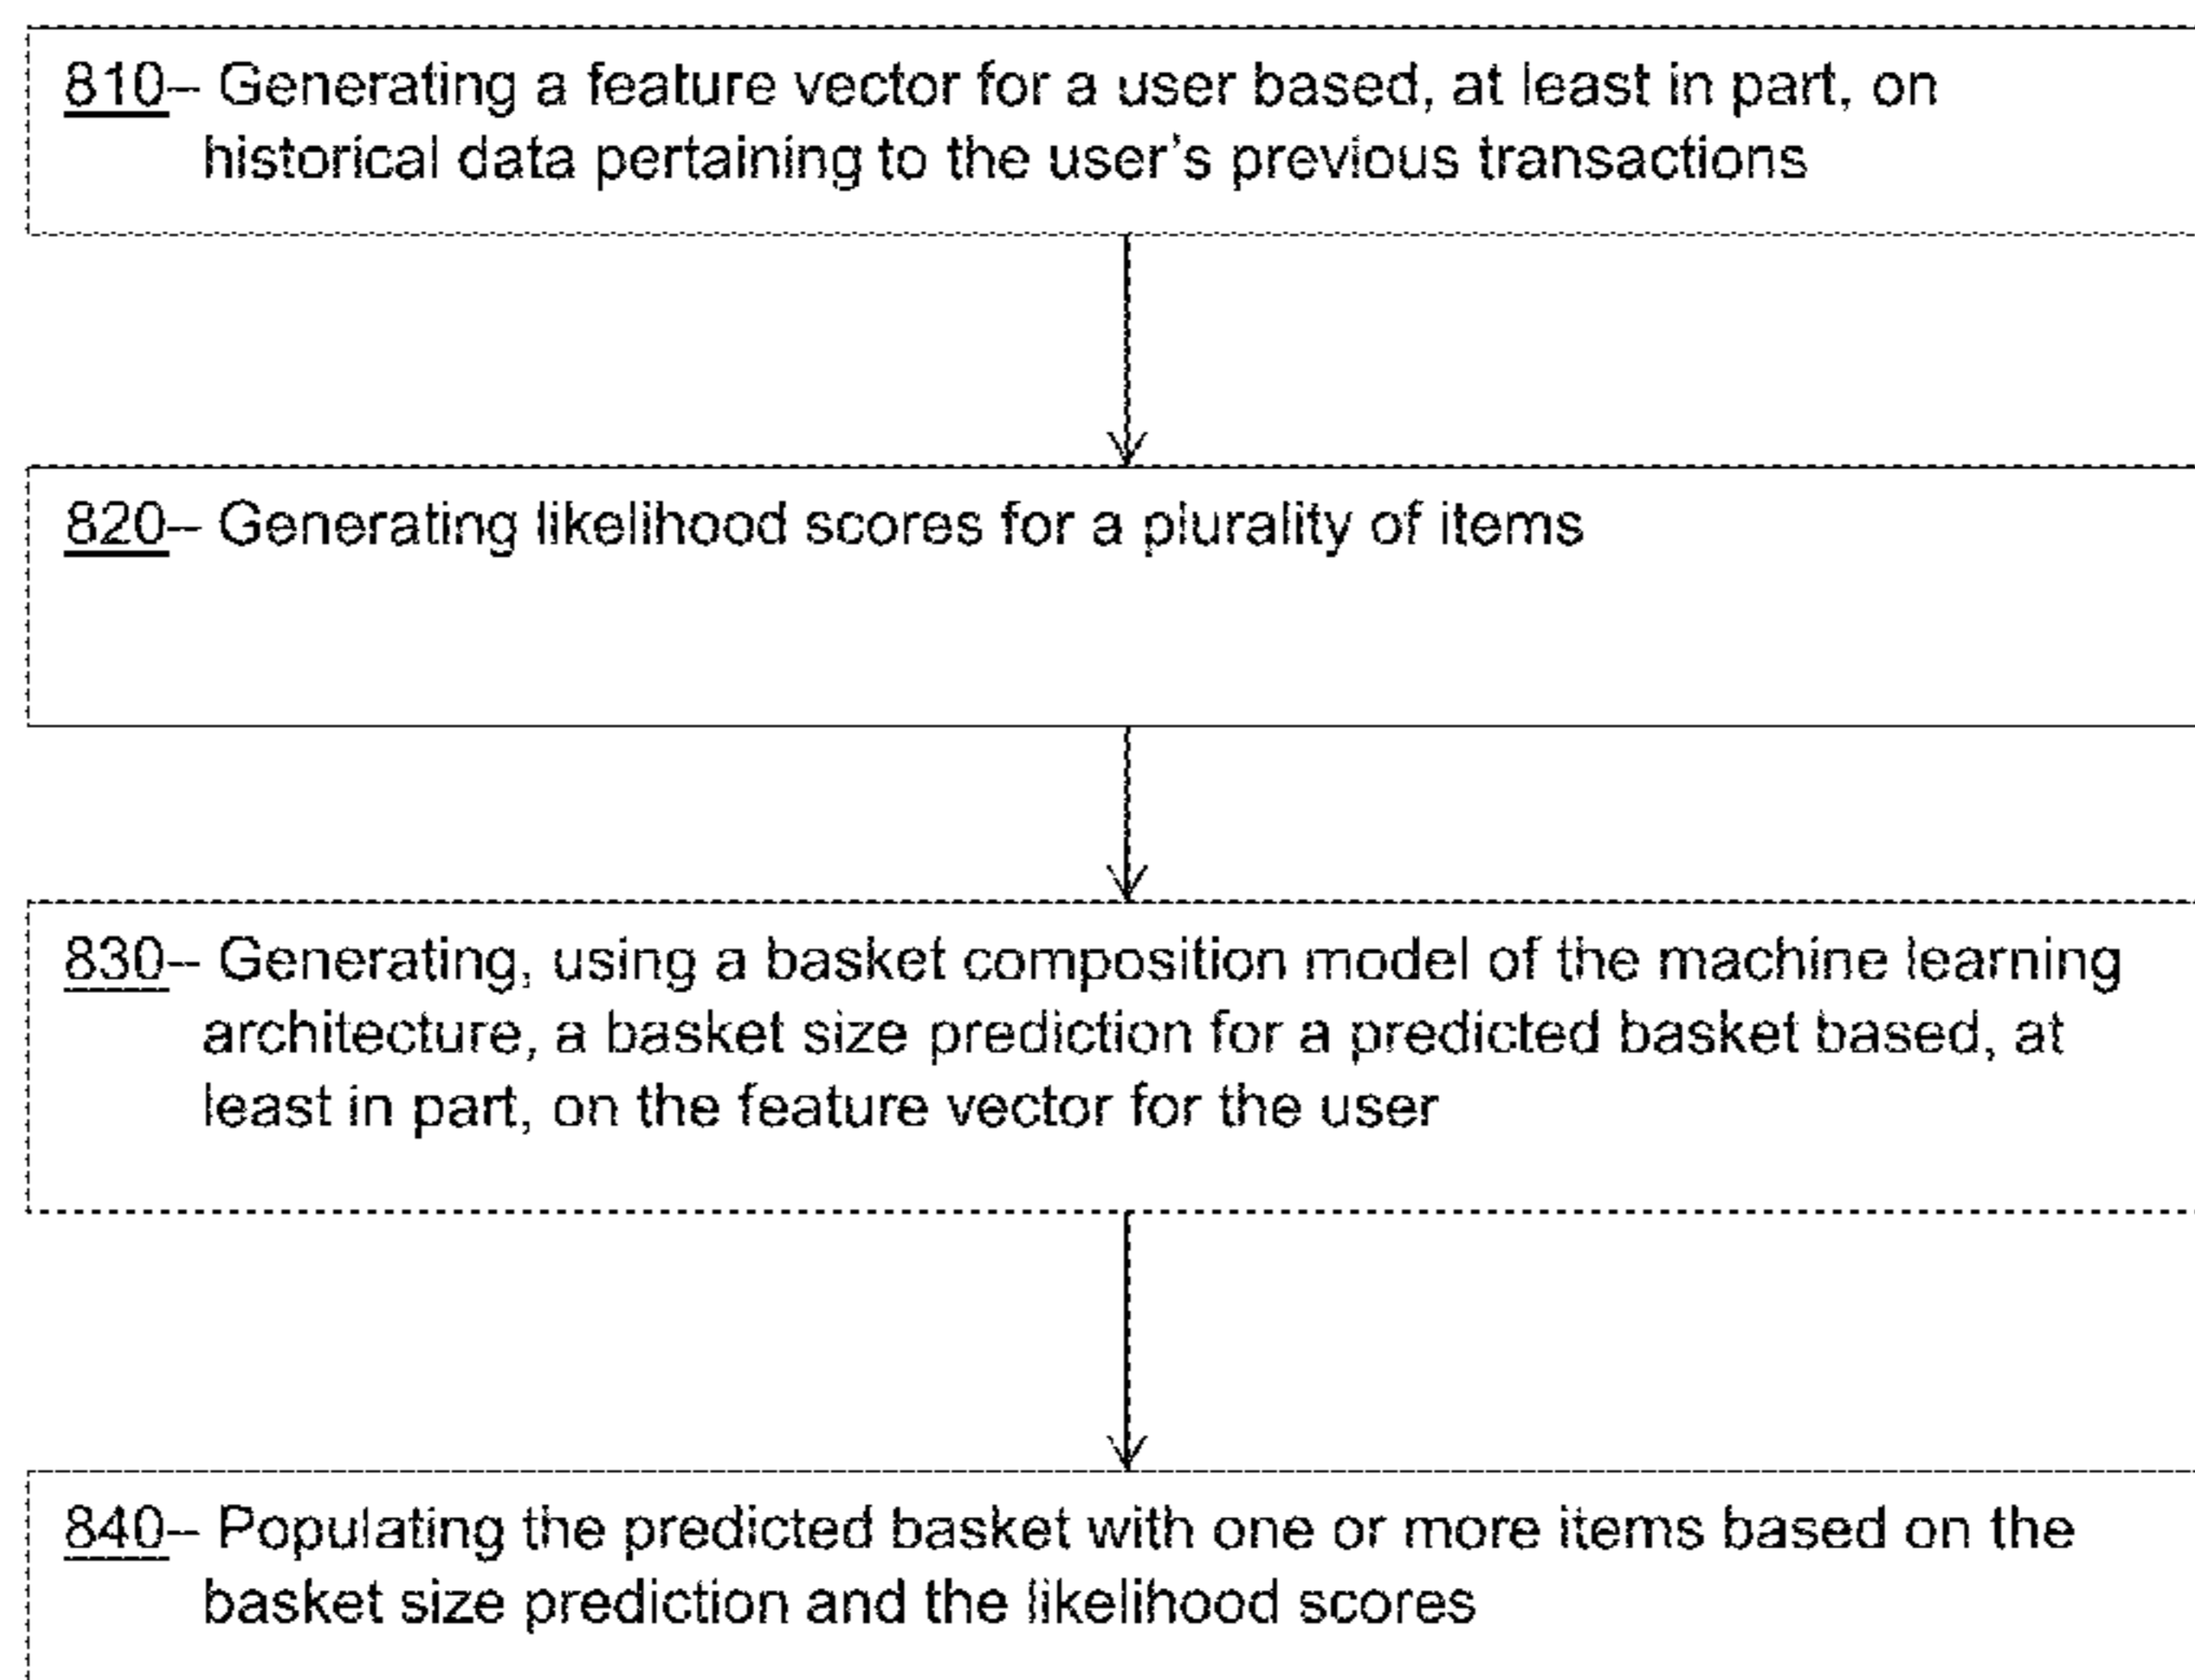 810– Generating a feature vector for a user based, at least in part, on
historical data pertaining to the user's previous transactions
820– Generating likelihood scores for a plurality of items
830– Generating, using a basket composition model of the machine learning
architecture, a basket size prediction for a predicted basket based, at
least in part, on the feature vector for the user
840– Populating the predicted basket with one or more items based on the
basket size prediction and the likelihood scores